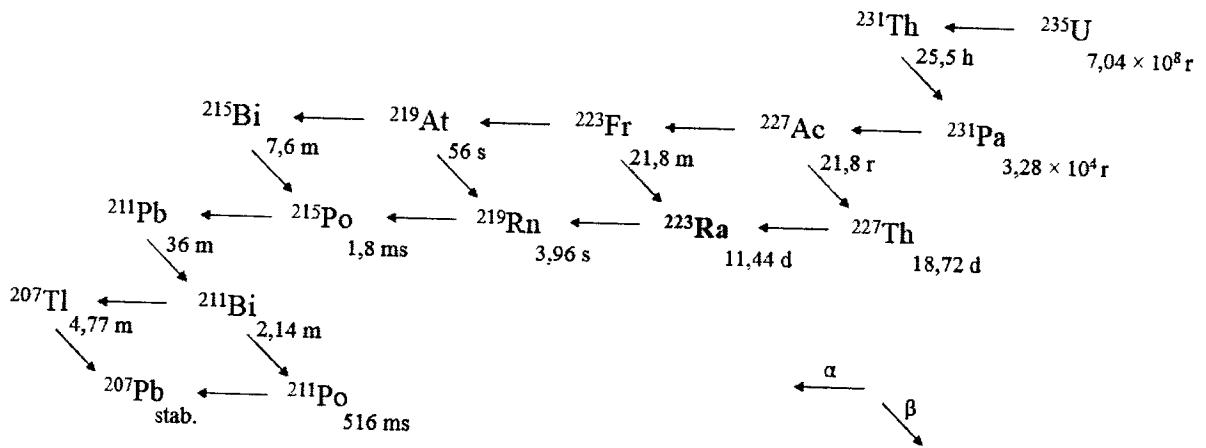 ²³¹Th ²³⁵U
25,5 h 7,04 × 10⁸ r
²¹⁵Bi ²¹⁹At ²²³Fr ²²⁷Ac ²³¹Pa
7,6 m 56 s 21,8 m 21,8 r 3,28 × 10⁴ r
²¹¹Pb ²¹⁵Po ²¹⁹Rn ²²³Ra ²²⁷Th
36 m 1,8 ms 3,96 s 11,44 d 18,72 d
²⁰⁷Tl ²¹¹Bi
4,77 m 2,14 m
²⁰⁷Pb ²¹¹Po α
stab. 516 ms β